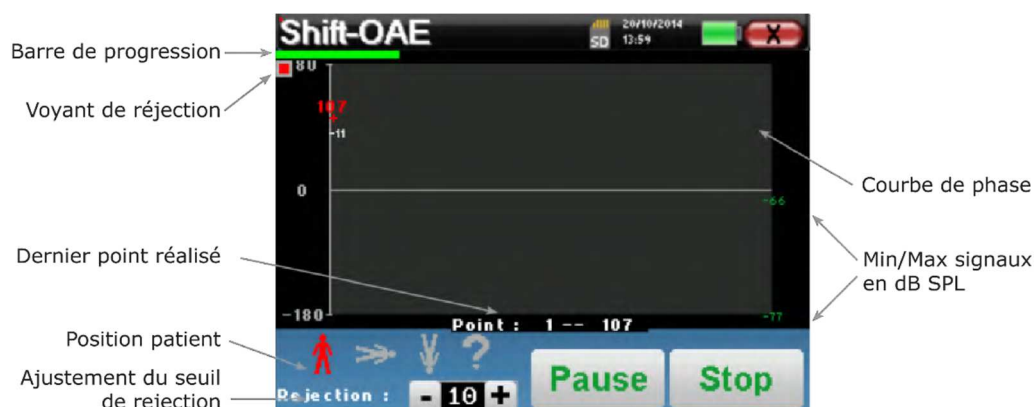 Shift-OAE
SD
20/10/2014
13:59
X
Barre de progression
80
Voyant de réjection
107
-11
0
Courbe de phase
-66
Dernier point réalisé
Min/Max signaux
en dB SPL
-180
-77
Point : 1 -- 107
Position patient
?
Ajustement du seuil
de rejection
Rejection :
- 10 +
Pause
Stop